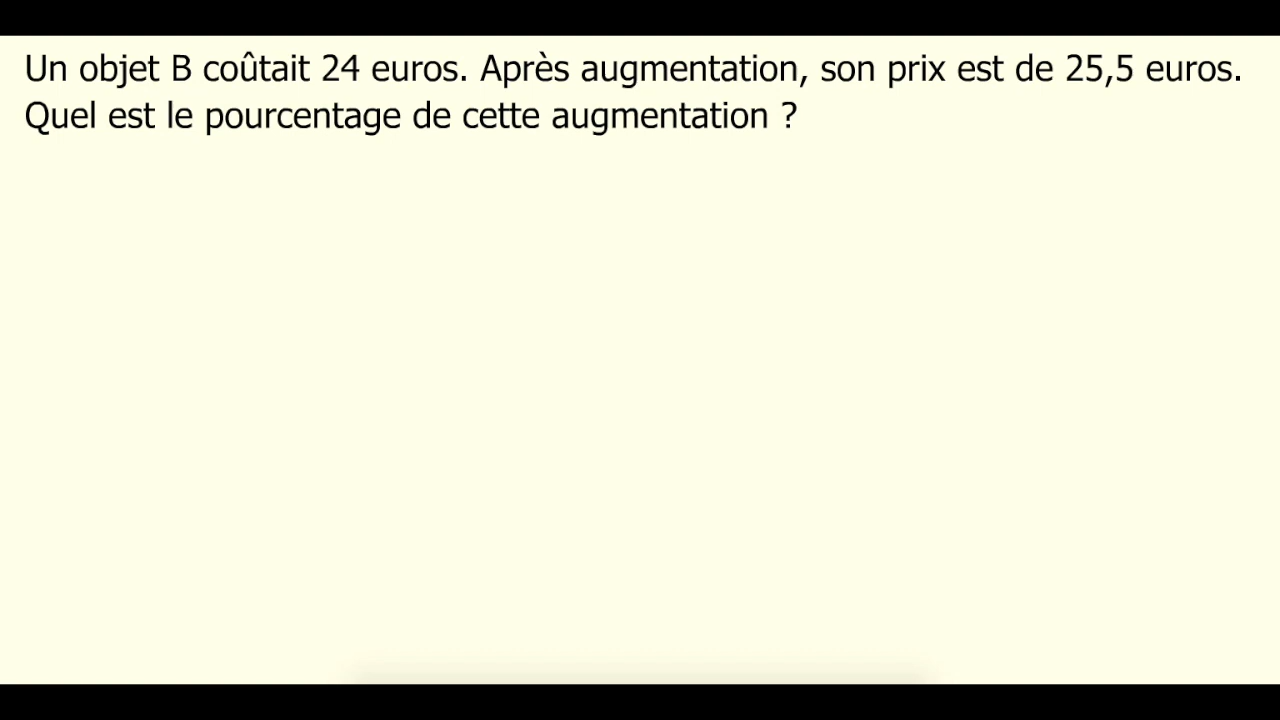 Un objet B coûtait 24 euros. Après augmentation, son prix est de 25,5 euros.
Quel est le pourcentage de cette augmentation ?